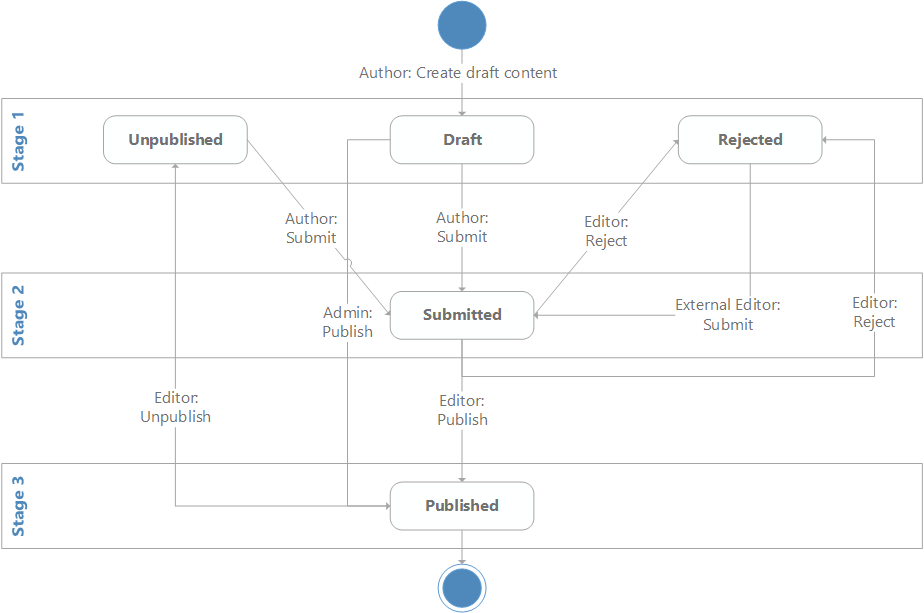 Author: Create draft content
Stage 1
Unpublished
Draft
Rejected
Author:
Submit
Author:
Submit
Editor:
Reject
Stage 2
Submitted
Admin:
Publish
External Editor:
Submit
Editor:
Reject
Editor:
Unpublish
Editor:
Publish
Stage 3
Published